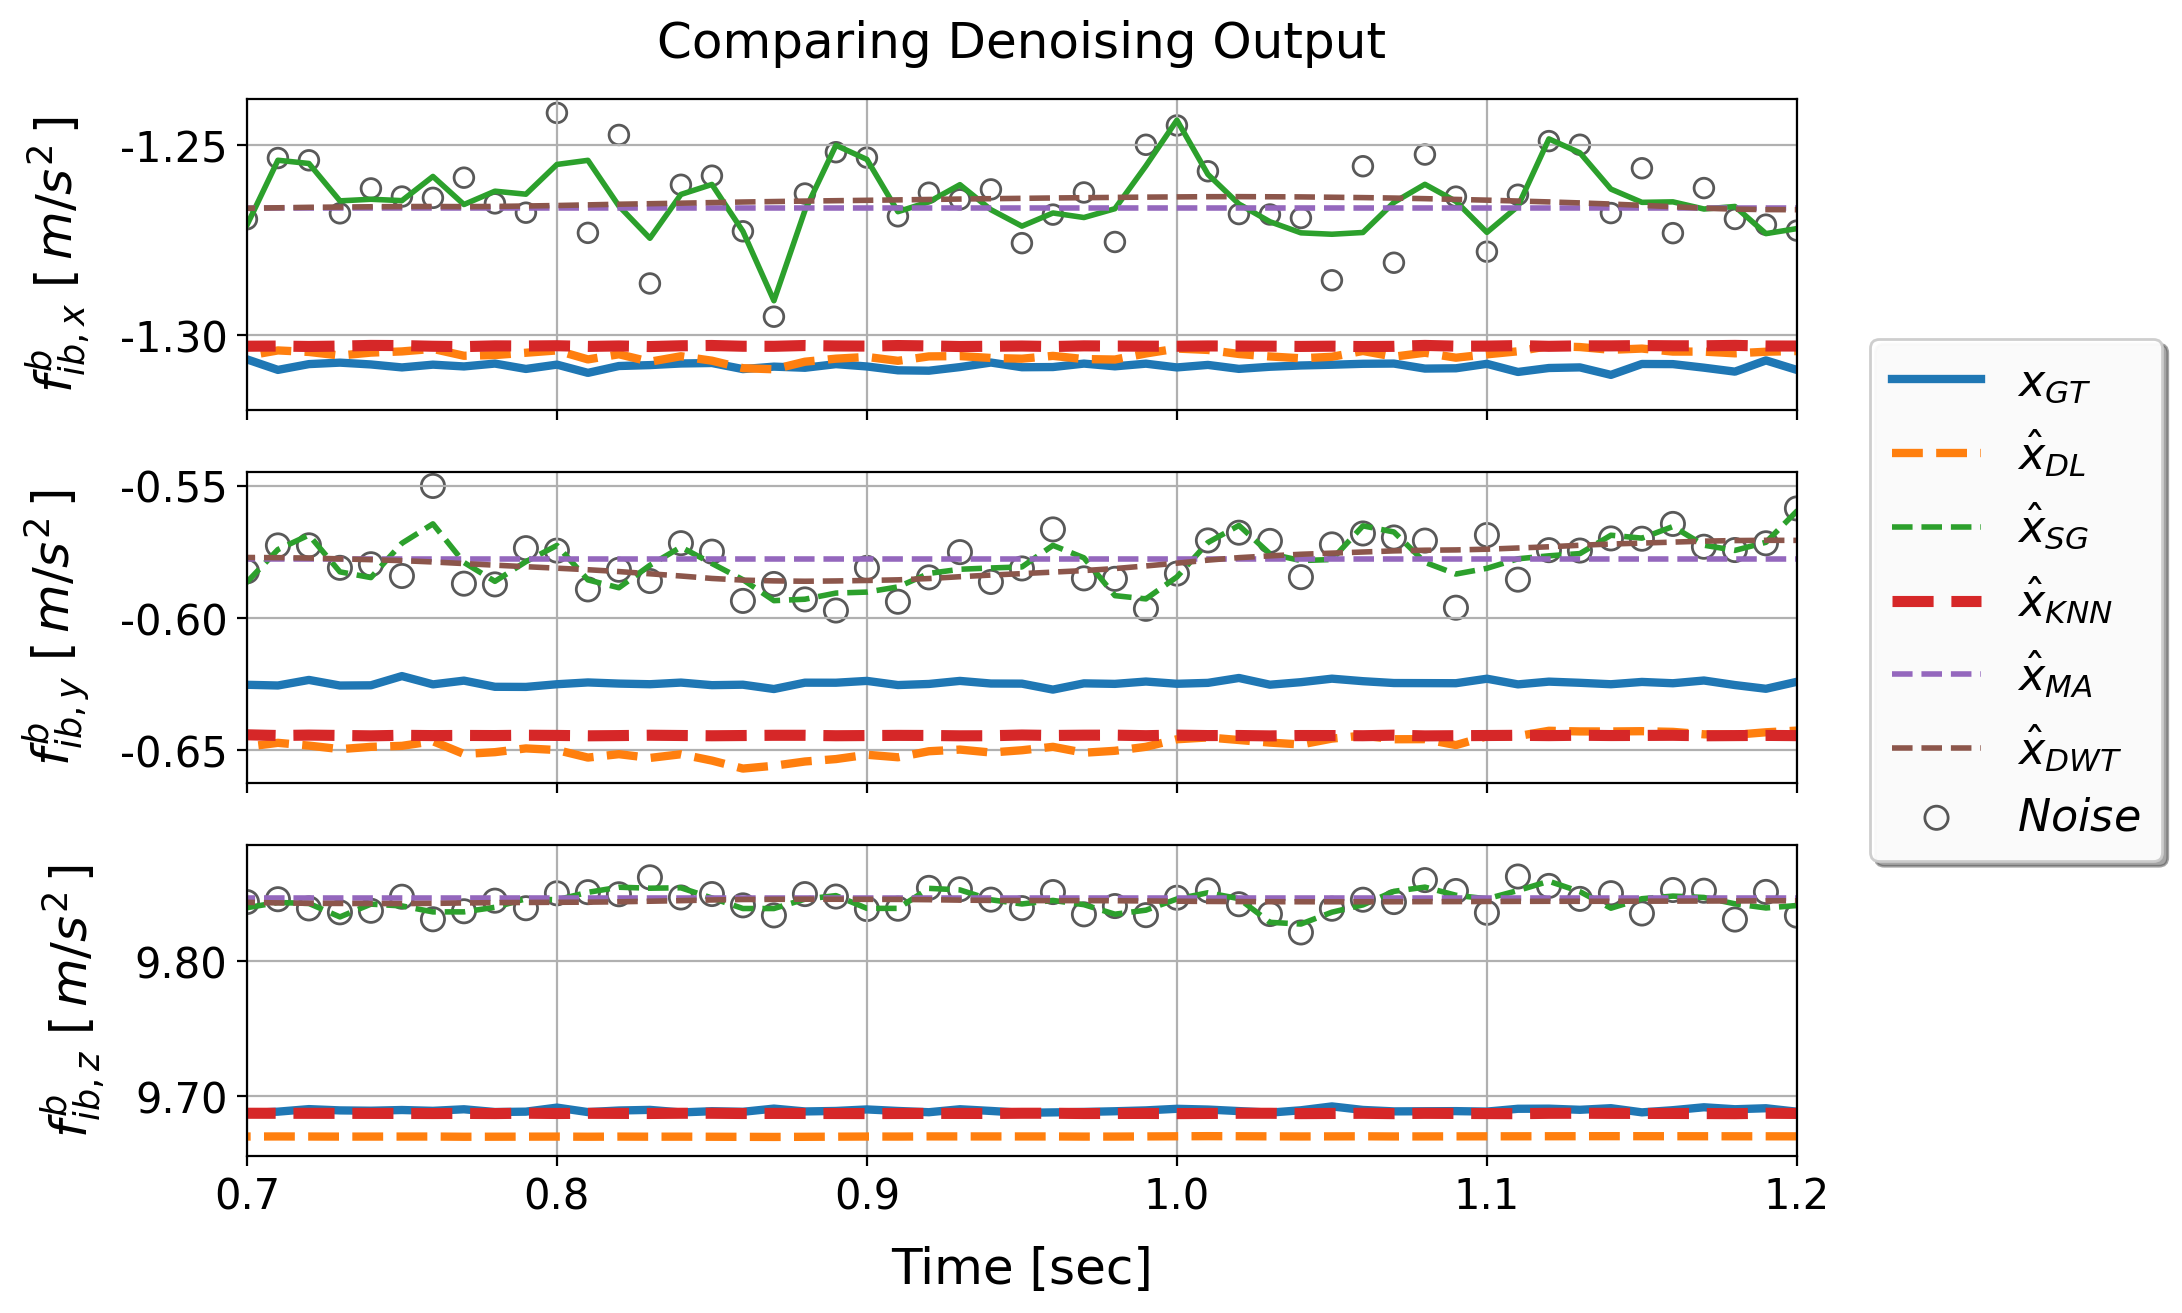 Comparing Denoising Output
f^b_{ib, x} [ m/s^2 ]
-1.25
-1.30
f^b_{ib, y} [ m/s^2 ]
-0.55
-0.60
-0.65
f^b_{ib, z} [ m/s^2 ]
9.80
9.70
0.7 0.8 0.9 1.0 1.1 1.2
Time [sec]
x_{GT}
x̂_{DL}
x̂_{SG}
x̂_{KNN}
x̂_{MA}
x̂_{DWT}
Noise